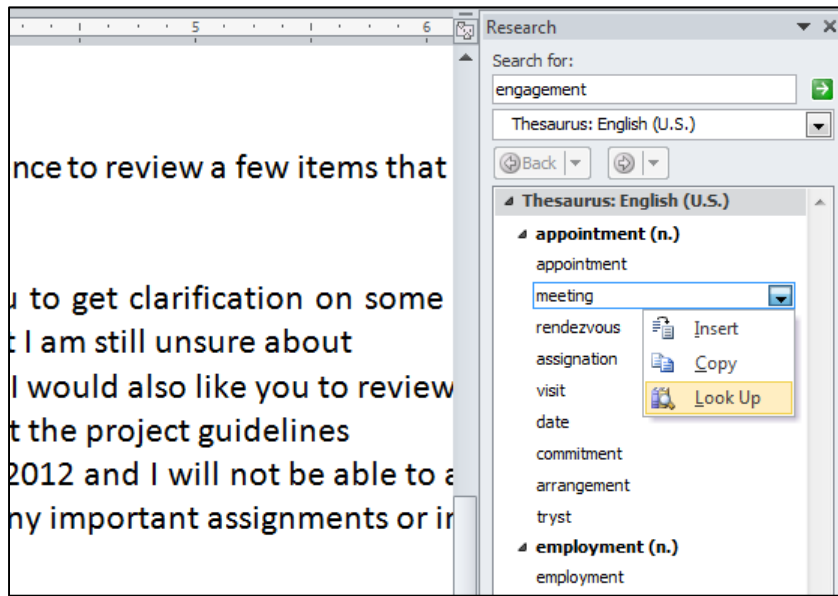 5 6
nce to review a few items that
to get clarification on some
I am still unsure about
I would also like you to review
t the project guidelines
2012 and I will not be able to a
ny important assignments or
Research
Search for:
engagement
Thesaurus: English (U.S.)
Back
Thesaurus: English (U.S.)
appointment (n.)
appointment
meeting
rendezvous
assignation
visit
date
commitment
arrangement
tryst
employment (n.)
employment
Insert
Copy
Look Up